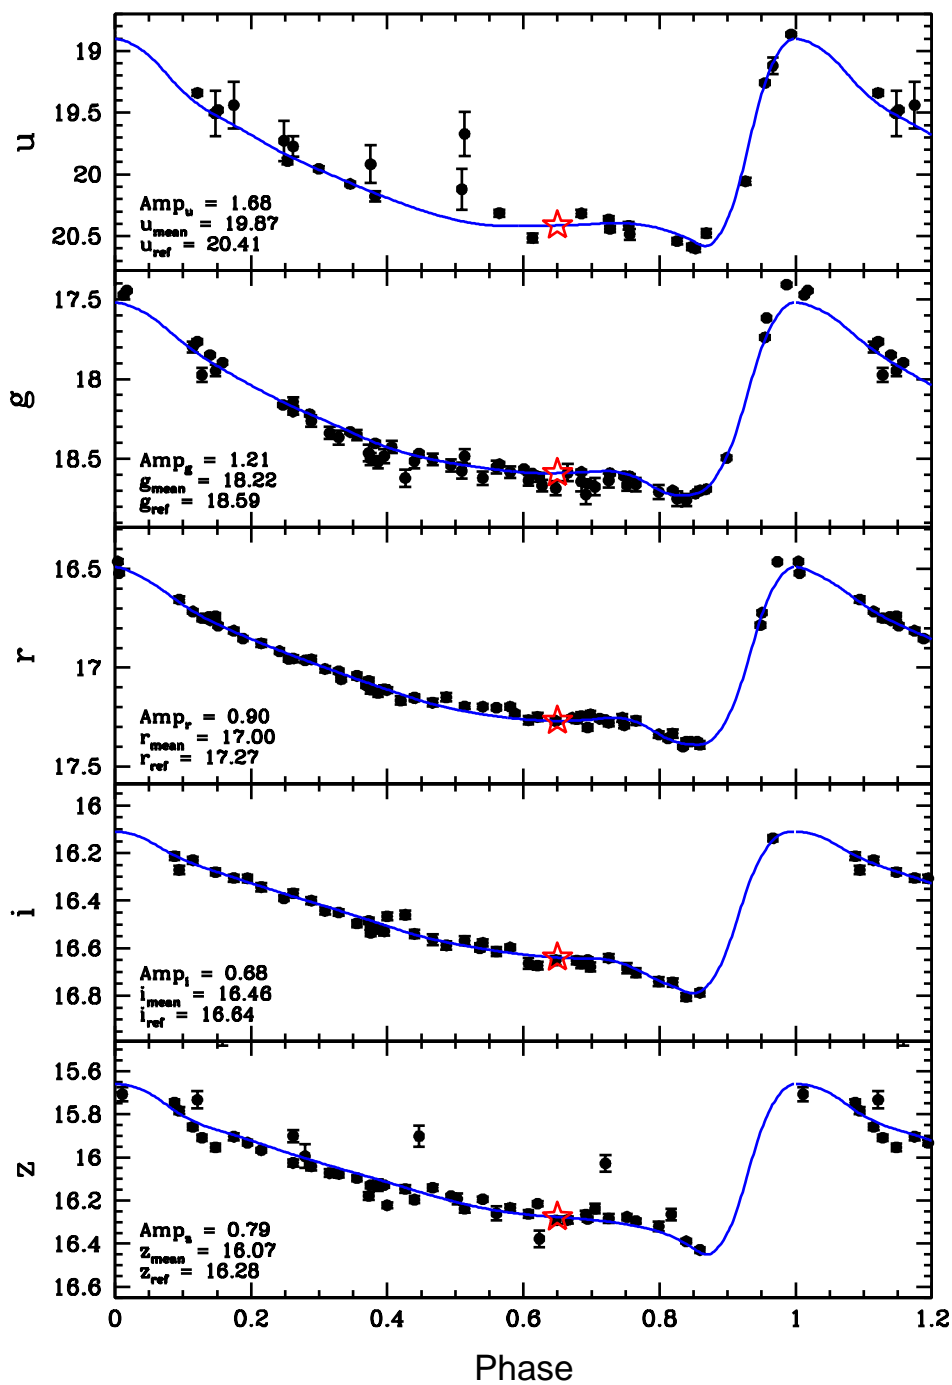 19
19.5
20
20.5
u
Amp_u = 1.68
u_mean = 19.87
u_ref = 20.41
17.5
18
18.5
g
Amp_g = 1.21
g_mean = 18.22
g_ref = 18.59
16.5
17
17.5
r
Amp_r = 0.90
r_mean = 17.00
r_ref = 17.27
16
16.2
16.4
16.6
16.8
i
Amp_i = 0.68
i_mean = 16.46
i_ref = 16.64
15.6
15.8
16
16.2
16.4
16.6
z
Amp_z = 0.79
z_mean = 16.07
z_ref = 16.28
0 0.2 0.4 0.6 0.8 1 1.2
Phase